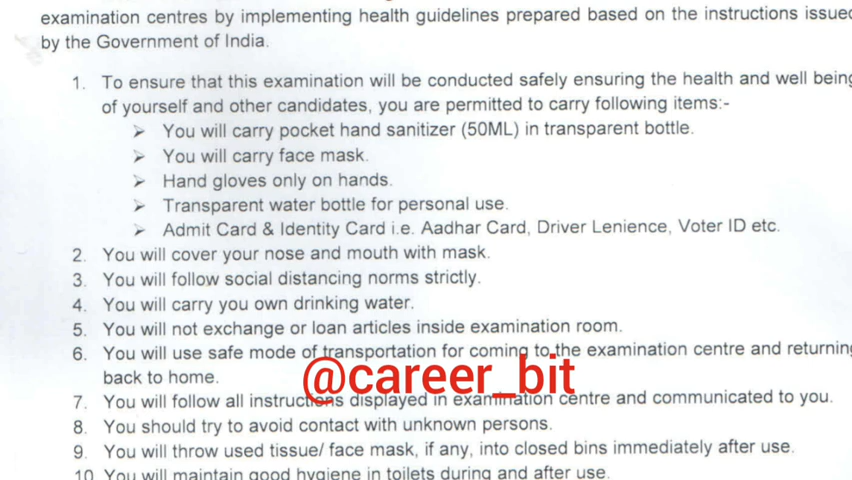 examination centres by implementing health guidelines prepared based on the instructions issued
by the Government of India.
1. To ensure that this examination will be conducted safely ensuring the health and well being
of yourself and other candidates, you are permitted to carry following items:-
➢ You will carry pocket hand sanitizer (50ML) in transparent bottle.
➢ You will carry face mask.
➢ Hand gloves only on hands.
➢ Transparent water bottle for personal use.
➢ Admit Card & Identity Card i.e. Aadhar Card, Driver Lenience, Voter ID etc.
2. You will cover your nose and mouth with mask.
3. You will follow social distancing norms strictly.
4. You will carry you own drinking water.
5. You will not exchange or loan articles inside examination room.
6. You will use safe mode of transportation for coming to the examination centre and returning
back to home.
@career_bit
7. You will follow all instructions displayed in examination centre and communicated to you.
8. You should try to avoid contact with unknown persons.
9. You will throw used tissue/ face mask, if any, into closed bins immediately after use.
10. You will maintain good hygiene in toilets during and after use.